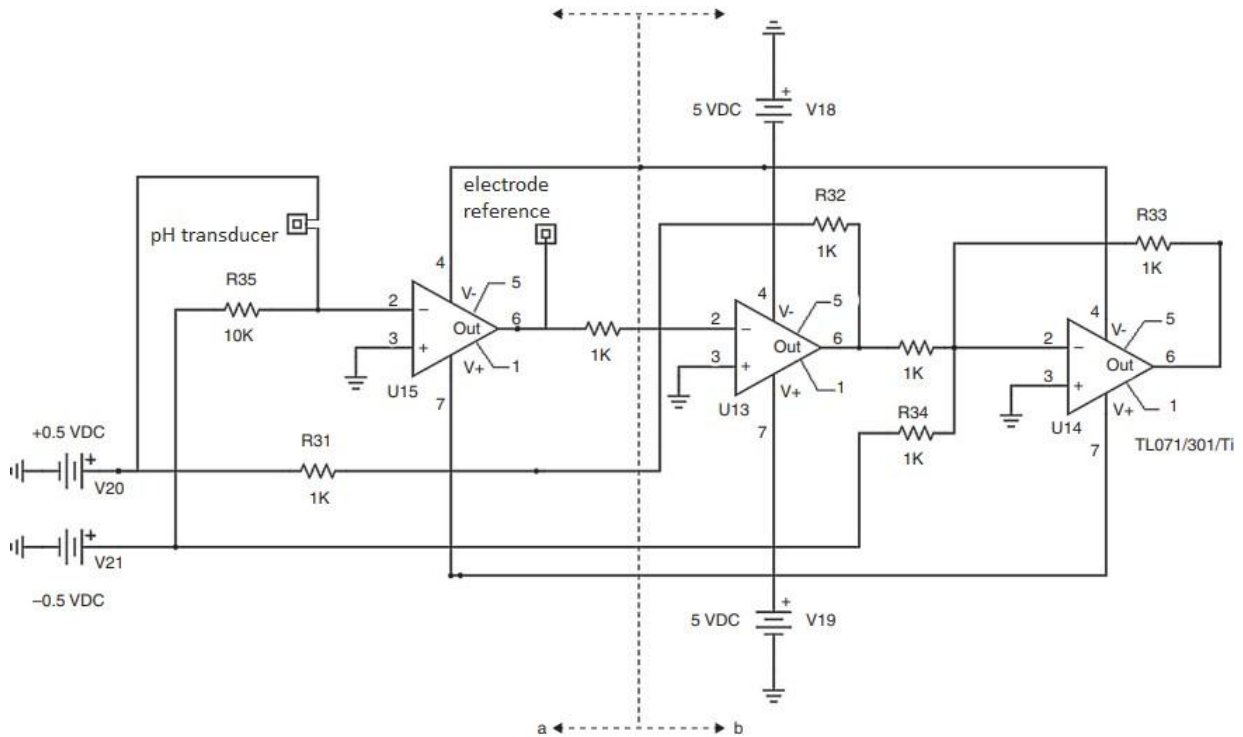 5 VDC
+
V18
electrode
reference
pH transducer
R32
1K
R33
1K
R35
10K
4
V-
5
2
-
3
+
Out
6
V+
1
U15
7
1K
4
V-
5
2
-
3
+
Out
6
V+
1
U13
7
1K
R34
1K
4
V-
5
2
-
3
+
Out
6
V+
1
U14
7
TL071/301/Ti
+0.5 VDC
+
V20
R31
1K
+
V21
–0.5 VDC
5 VDC
+
V19
a
b